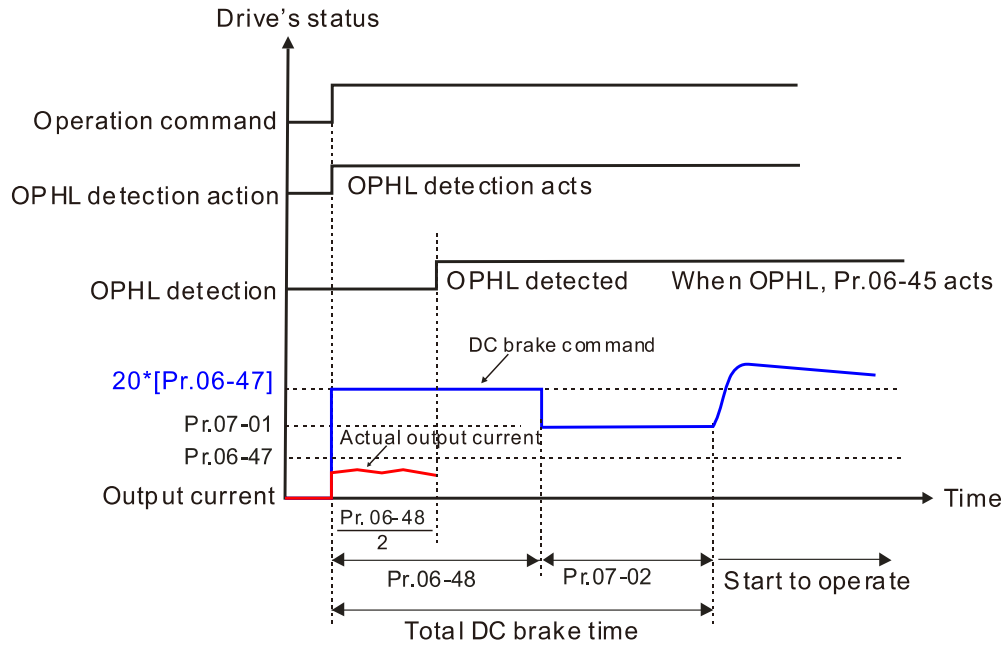 Drive's status
Operation command
OPHL detection action
OPHL detection acts
OPHL detection
OPHL detected
When OPHL, Pr.06-45 acts
DC brake command
20*[Pr.06-47]
Pr.07-01
Actual output current
Pr.06-47
Output current
Time
Pr. 06-48
2
Pr.06-48
Pr.07-02
Start to operate
Total DC brake time